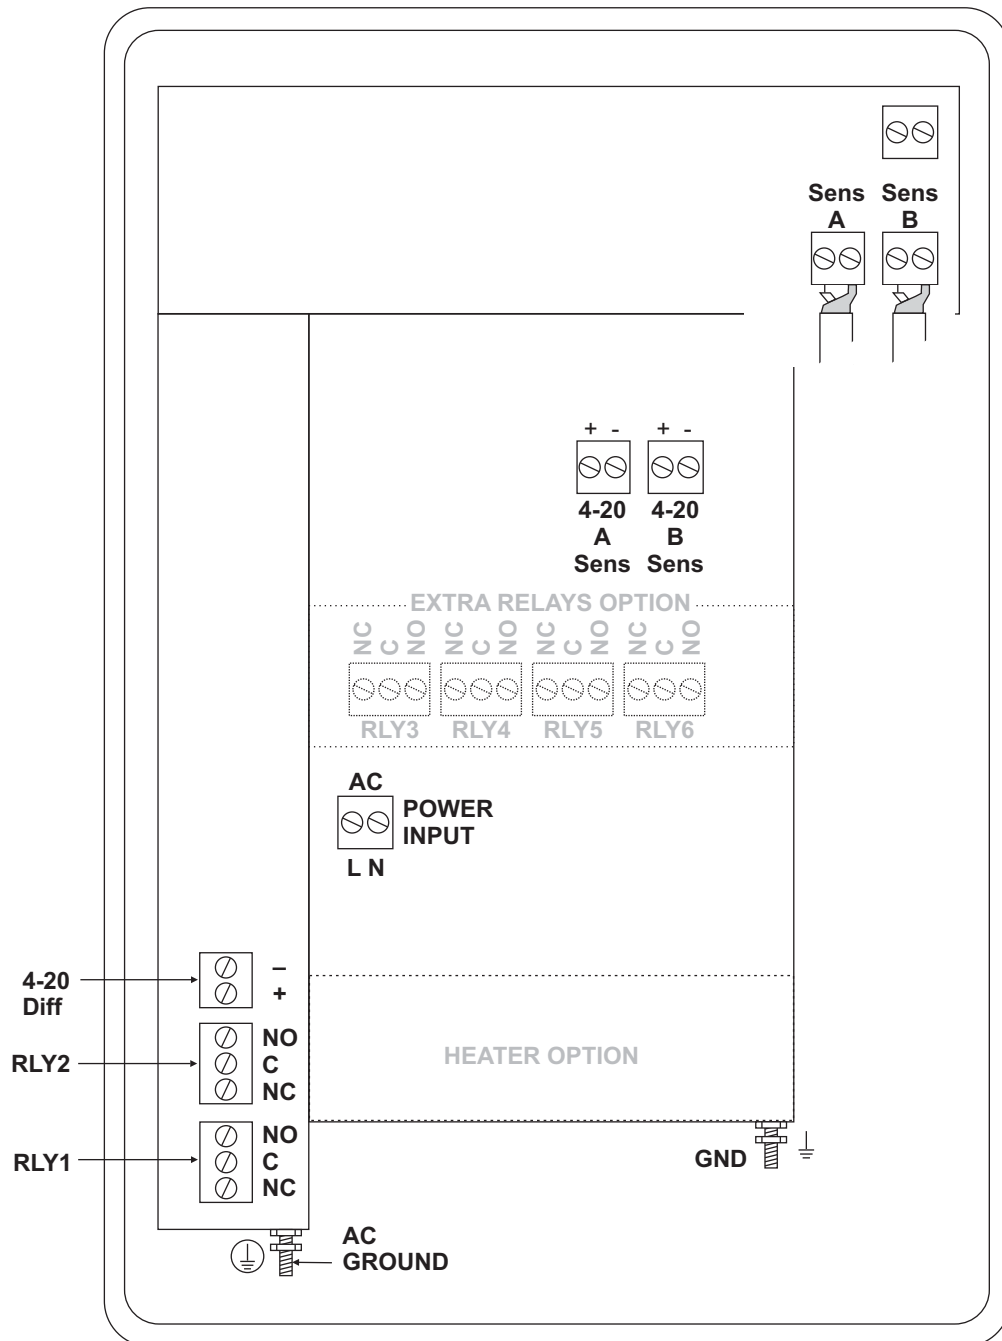 Sens Sens
A B
+ - + -
4-20 4-20
A B
Sens Sens
EXTRA RELAYS OPTION
NC C NO NC C NO NC C NO NC C NO
RLY3 RLY4 RLY5 RLY6
AC
POWER
INPUT
L N
4-20
Diff
–
+
RLY2
NO
C
NC
HEATER OPTION
RLY1
NO
C
NC
GND
AC
GROUND